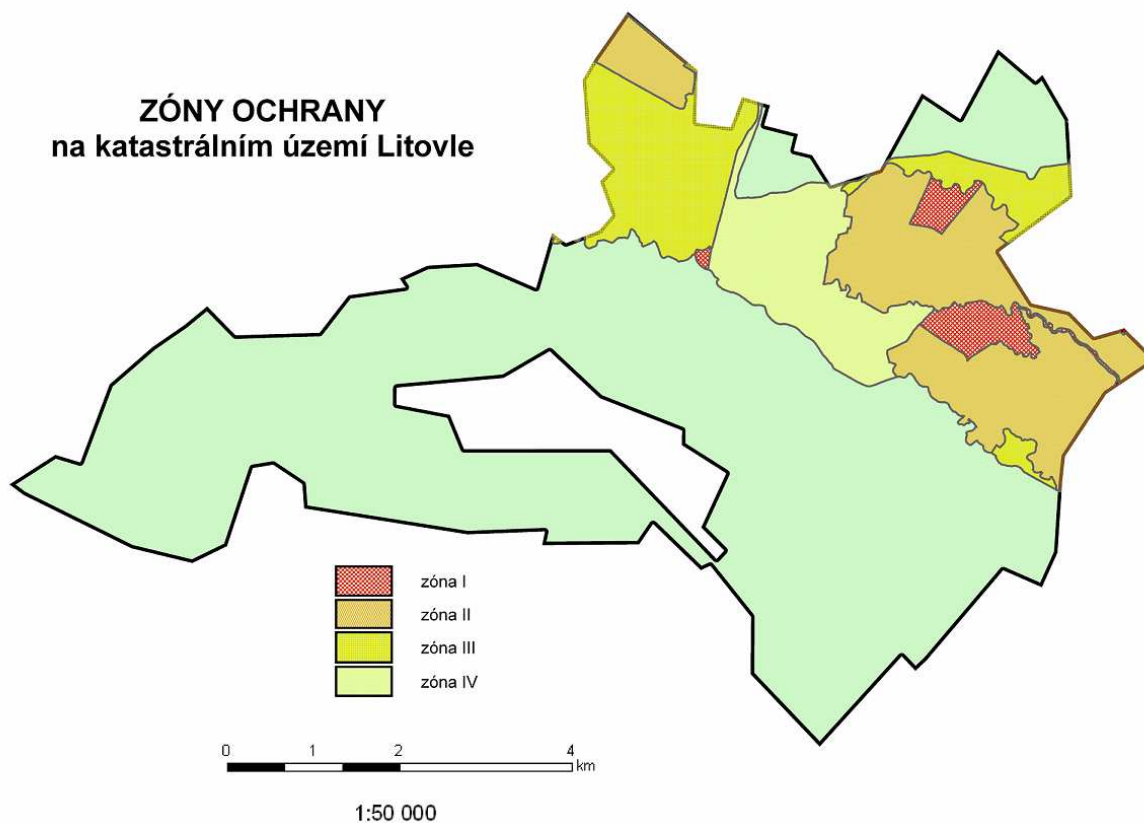 ZÓNY OCHRANY
na katastrálním území Litovle
zóna I
zóna II
zóna III
zóna IV
0 1 2 4
km
1:50 000